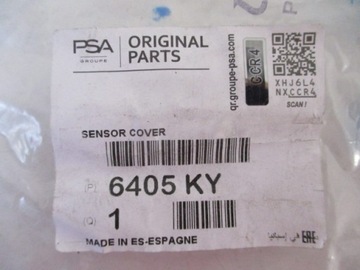 PSA
GROUPE
ORIGINAL
PARTS
qr.groupe-psa.com
CCR4
XHJ6L4
NXCCR4
SCAN !
SENSOR COVER
(P)
6405 KY
(Q)
1
MADE IN ES-ESPAGNE
EAC